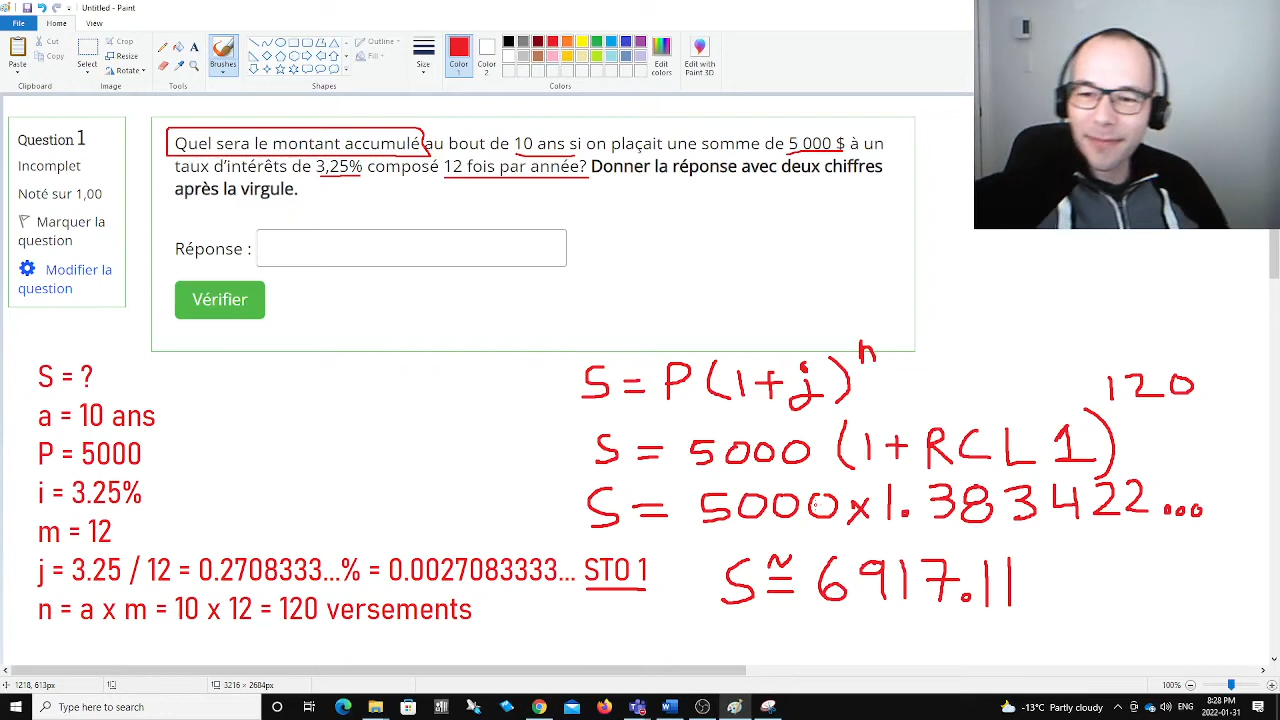 Untitled - Paint
File
Home
View
Paste
Cut
Copy
Clipboard
Select
Crop
Resize
Rotate
Image
Tools
Brushes
Shapes
Outline
Fill
Size
Color 1
Color 2
Colors
Edit colors
Edit with Paint 3D
Question 1
Incomplet
Noté sur 1,00
Marquer la
question
Modifier la
question
Quel sera le montant accumulé au bout de 10 ans si on plaçait une somme de 5 000 $ à un
taux d'intérêts de 3,25% composé 12 fois par année? Donner la réponse avec deux chiffres
après la virgule.
Réponse :
Vérifier
S = ?
a = 10 ans
P = 5000
i = 3.25%
m = 12
j = 3.25 / 12 = 0.2708333...% = 0.0027083333... STO 1
n = a x m = 10 x 12 = 120 versements
S = P(1+j)^n
S = 5000 (1+RCL 1)^120
S = 5000 x 1.383422...
S ≅ 6917.11
1218, 613px
3216 × 2604px
100%
Type here to search
-13°C Partly cloudy
8:28 PM
2022-01-31